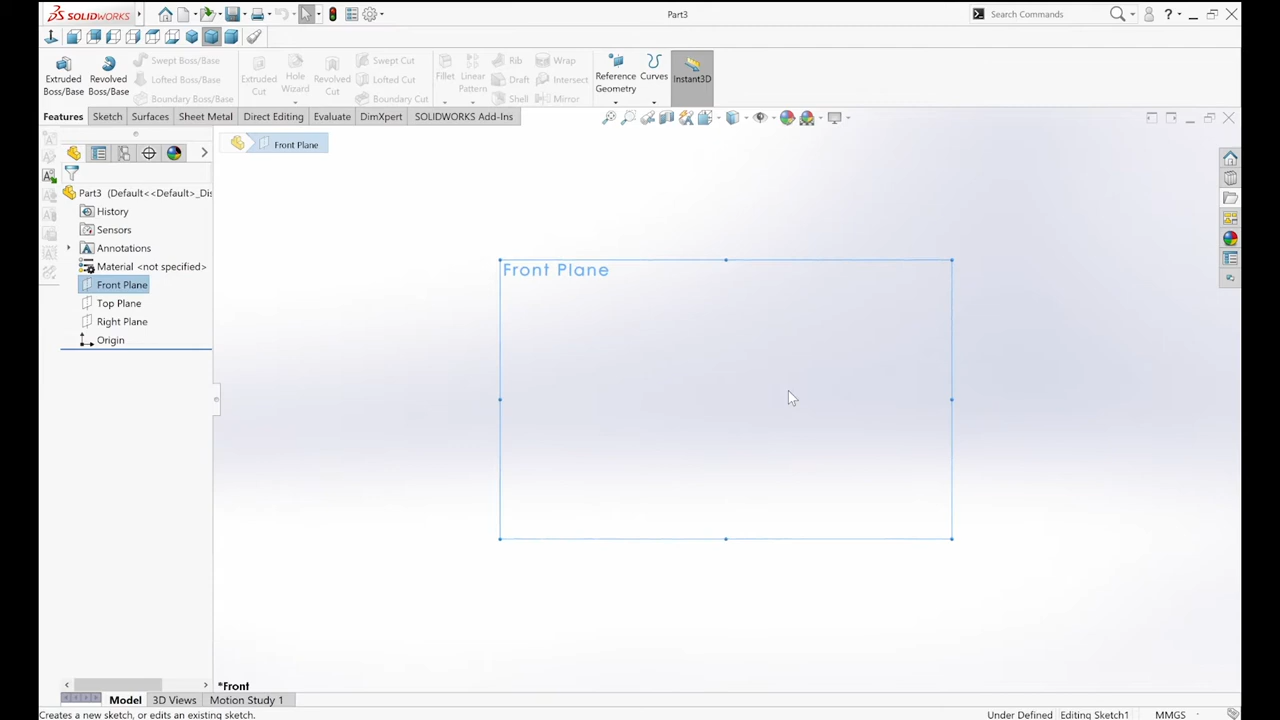 SOLIDWORKS
Part3
Search Commands
Extruded Boss/Base
Revolved Boss/Base
Swept Boss/Base
Lofted Boss/Base
Boundary Boss/Base
Extruded Cut
Hole Wizard
Revolved Cut
Swept Cut
Lofted Cut
Boundary Cut
Fillet
Linear Pattern
Rib
Draft
Shell
Wrap
Intersect
Mirror
Reference Geometry
Curves
Instant3D
Features
Sketch
Surfaces
Sheet Metal
Direct Editing
Evaluate
DimXpert
SOLIDWORKS Add-Ins
Front Plane
Part3 (Default<<Default>_Dis
History
Sensors
Annotations
Material <not specified>
Front Plane
Top Plane
Right Plane
Origin
Front Plane
*Front
Model
3D Views
Motion Study 1
Creates a new sketch, or edits an existing sketch.
Under Defined
Editing Sketch1
MMGS